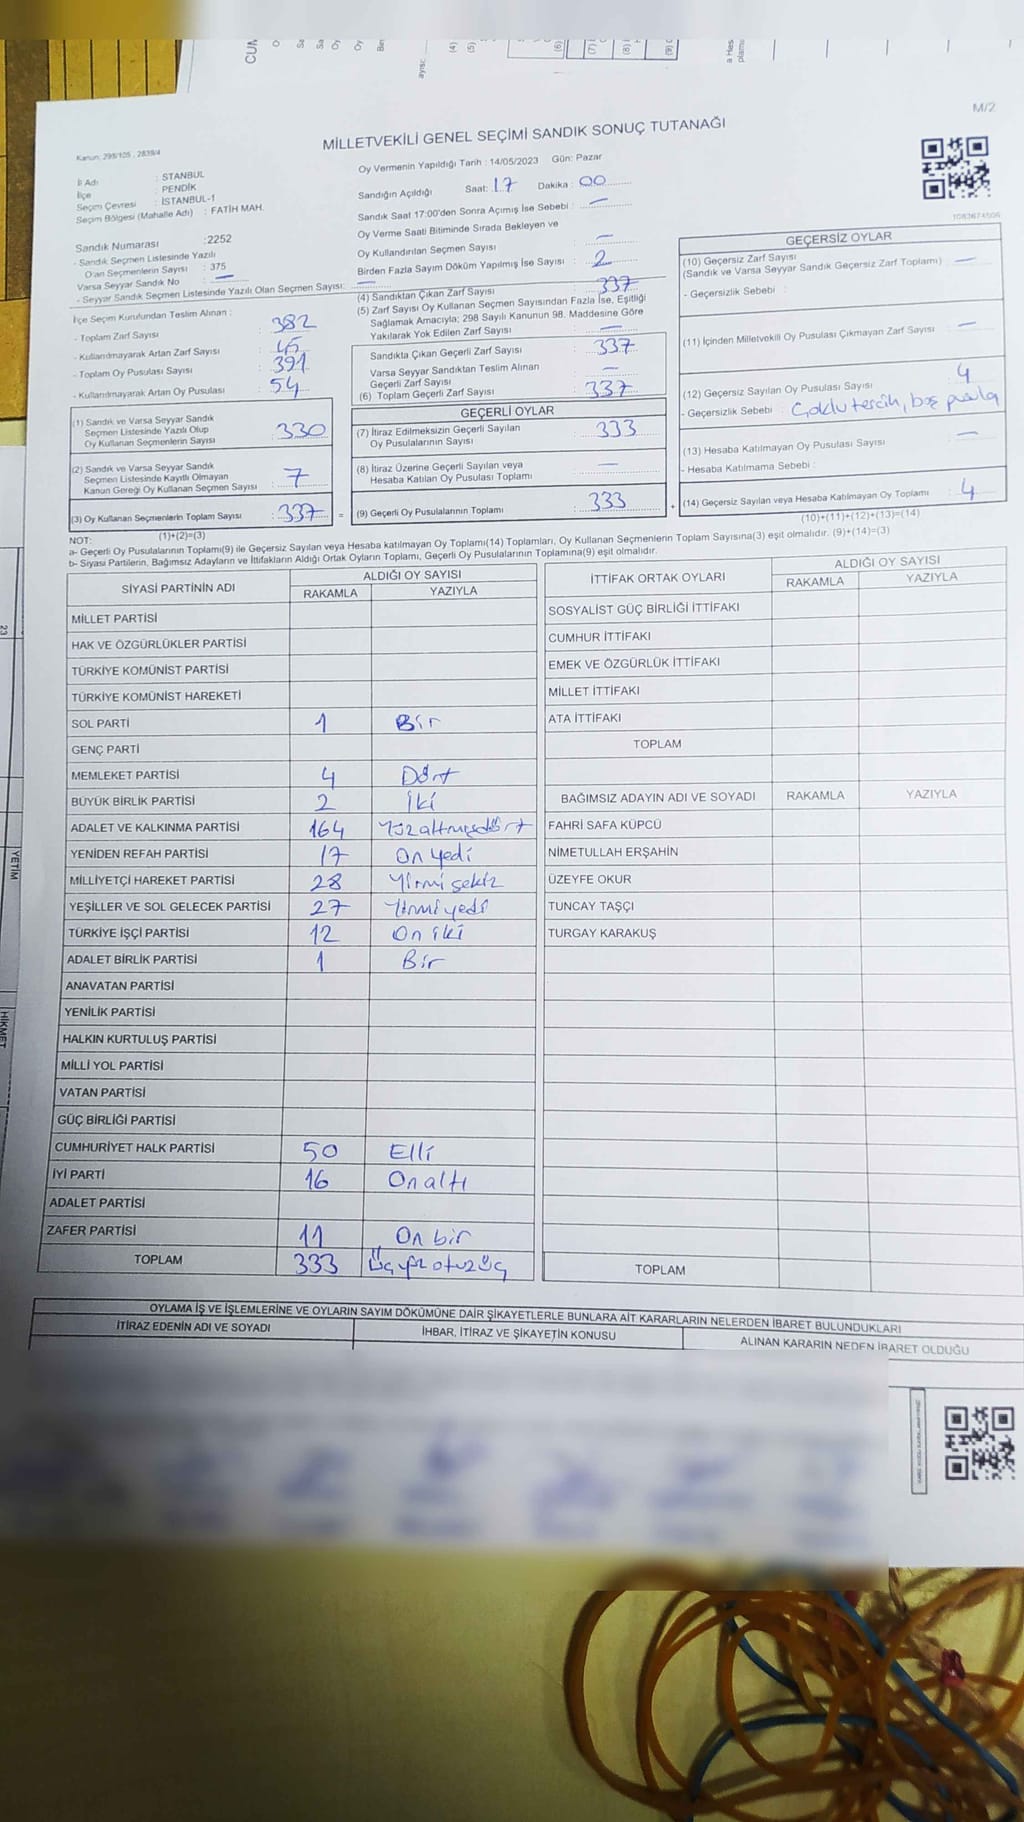 CUM
M/2
MİLLETVEKİLİ GENEL SEÇİMİ SANDIK SONUÇ TUTANAĞI
Kanun: 298/105 , 2839/4
İl Adı : STANBUL
İlçe : PENDİK
Seçim Çevresi : İSTANBUL-1
Seçim Bölgesi (Mahalle Adı) : FATİH MAH.
Sandık Numarası :2252
- Sandık Seçmen Listesinde Yazılı
Olan Seçmenlerin Sayısı : 375
Varsa Seyyar Sandık No : —
- Seyyar Sandık Seçmen Listesinde Yazılı Olan Seçmen Sayısı: —
İlçe Seçim Kurulundan Teslim Alınan :
- Toplam Zarf Sayısı : 382
- Kullanılmayarak Artan Zarf Sayısı : 45
- Toplam Oy Pusulası Sayısı : 391
- Kullanılmayarak Artan Oy Pusulası : 54
(1) Sandık ve Varsa Seyyar Sandık
Seçmen Listesinde Yazılı Olup
Oy Kullanan Seçmenlerin Sayısı : 330
(2) Sandık ve Varsa Seyyar Sandık
Seçmen Listesinde Kayıtlı Olmayan
Kanun Gereği Oy Kullanan Seçmen Sayısı : 7
(3) Oy Kullanan Seçmenlerin Toplam Sayısı : 337 =
(1)+(2)=(3)
Oy Vermenin Yapıldığı Tarih : 14/05/2023 Gün: Pazar
Sandığın Açıldığı Saat: 17 Dakika : 00
Sandık Saat 17:00'den Sonra Açımış İse Sebebi : —
Oy Verme Saati Bitiminde Sırada Bekleyen ve
Oy Kullandırılan Seçmen Sayısı : —
Birden Fazla Sayım Döküm Yapılmış İse Sayısı : 2
(4) Sandıktan Çıkan Zarf Sayısı : 337
(5) Zarf Sayısı Oy Kullanan Seçmen Sayısından Fazla İse, Eşitliği
Sağlamak Amacıyla; 298 Sayılı Kanunun 98. Maddesine Göre
Yakılarak Yok Edilen Zarf Sayısı : —
Sandıkta Çıkan Geçerli Zarf Sayısı : 337
Varsa Seyyar Sandıktan Teslim Alınan
Geçerli Zarf Sayısı : —
(6) Toplam Geçerli Zarf Sayısı : 337
GEÇERLİ OYLAR
(7) İtiraz Edilmeksizin Geçerli Sayılan
Oy Pusulalarının Sayısı : 333
(8) İtiraz Üzerine Geçerli Sayılan veya
Hesaba Katılan Oy Pusulası Toplamı : —
(9) Geçerli Oy Pusulalarının Toplamı : 333 +
1083674506
GEÇERSİZ OYLAR
(10) Geçersiz Zarf Sayısı
(Sandık ve Varsa Seyyar Sandık Geçersiz Zarf Toplamı) : —
- Geçersizlik Sebebi :
(11) İçinden Milletvekili Oy Pusulası Çıkmayan Zarf Sayısı : —
(12) Geçersiz Sayılan Oy Pusulası Sayısı : 4
- Geçersizlik Sebebi : Çoklu tercih, boş pusula
(13) Hesaba Katılmayan Oy Pusulası Sayısı : —
- Hesaba Katılmama Sebebi :
(14) Geçersiz Sayılan veya Hesaba Katılmayan Oy Toplamı : 4
(10)+(11)+(12)+(13)=(14)
NOT:
a- Geçerli Oy Pusulalarının Toplamı(9) ile Geçersiz Sayılan veya Hesaba katılmayan Oy Toplamı(14) Toplamları, Oy Kullanan Seçmenlerin Toplam Sayısına(3) eşit olmalıdır. (9)+(14)=(3)
b- Siyasi Partilerin, Bağımsız Adayların ve İttifakların Aldığı Ortak Oyların Toplamı, Geçerli Oy Pusulalarının Toplamına(9) eşit olmalıdır.
SİYASİ PARTİNİN ADI ALDIĞI OY SAYISI
RAKAMLA YAZIYLA
MİLLET PARTİSİ
HAK VE ÖZGÜRLÜKLER PARTİSİ
TÜRKİYE KOMÜNİST PARTİSİ
TÜRKİYE KOMÜNİST HAREKETİ
SOL PARTİ 1 Bir
GENÇ PARTİ
MEMLEKET PARTİSİ 4 Dört
BÜYÜK BİRLİK PARTİSİ 2 İki
ADALET VE KALKINMA PARTİSİ 164 Yüzaltmışdört
YENİDEN REFAH PARTİSİ 17 On yedi
MİLLİYETÇİ HAREKET PARTİSİ 28 Yirmi sekiz
YEŞİLLER VE SOL GELECEK PARTİSİ 27 Yirmi yedi
TÜRKİYE İŞÇİ PARTİSİ 12 On iki
ADALET BİRLİK PARTİSİ 1 Bir
ANAVATAN PARTİSİ
YENİLİK PARTİSİ
HALKIN KURTULUŞ PARTİSİ
MİLLİ YOL PARTİSİ
VATAN PARTİSİ
GÜÇ BİRLİĞİ PARTİSİ
CUMHURİYET HALK PARTİSİ 50 Elli
İYİ PARTİ 16 On altı
ADALET PARTİSİ
ZAFER PARTİSİ 11 On bir
TOPLAM 333 Üçyüzotuzüç
İTTİFAK ORTAK OYLARI ALDIĞI OY SAYISI
RAKAMLA YAZIYLA
SOSYALİST GÜÇ BİRLİĞİ İTTİFAKI
CUMHUR İTTİFAKI
EMEK VE ÖZGÜRLÜK İTTİFAKI
MİLLET İTTİFAKI
ATA İTTİFAKI
TOPLAM
BAĞIMSIZ ADAYIN ADI VE SOYADI RAKAMLA YAZIYLA
FAHRİ SAFA KÜPCÜ
NİMETULLAH ERŞAHİN
ÜZEYFE OKUR
TUNCAY TAŞÇI
TURGAY KARAKUŞ
TOPLAM
OYLAMA İŞ VE İŞLEMLERİNE VE OYLARIN SAYIM DÖKÜMÜNE DAİR ŞİKAYETLERLE BUNLARA AİT KARARLARIN NELERDEN İBARET BULUNDUKLARI
İTİRAZ EDENİN ADI VE SOYADI İHBAR, İTİRAZ VE ŞİKAYETİN KONUSU ALINAN KARARIN NEDEN İBARET OLDUĞU
23
YETİM
HİKMET